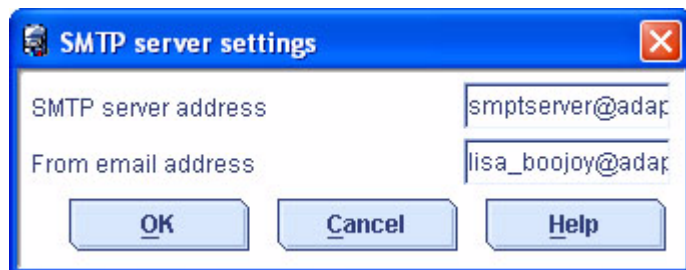 SMTP server settings
SMTP server address smptserver@adap
From email address lisa_boojoy@adap
OK Cancel Help